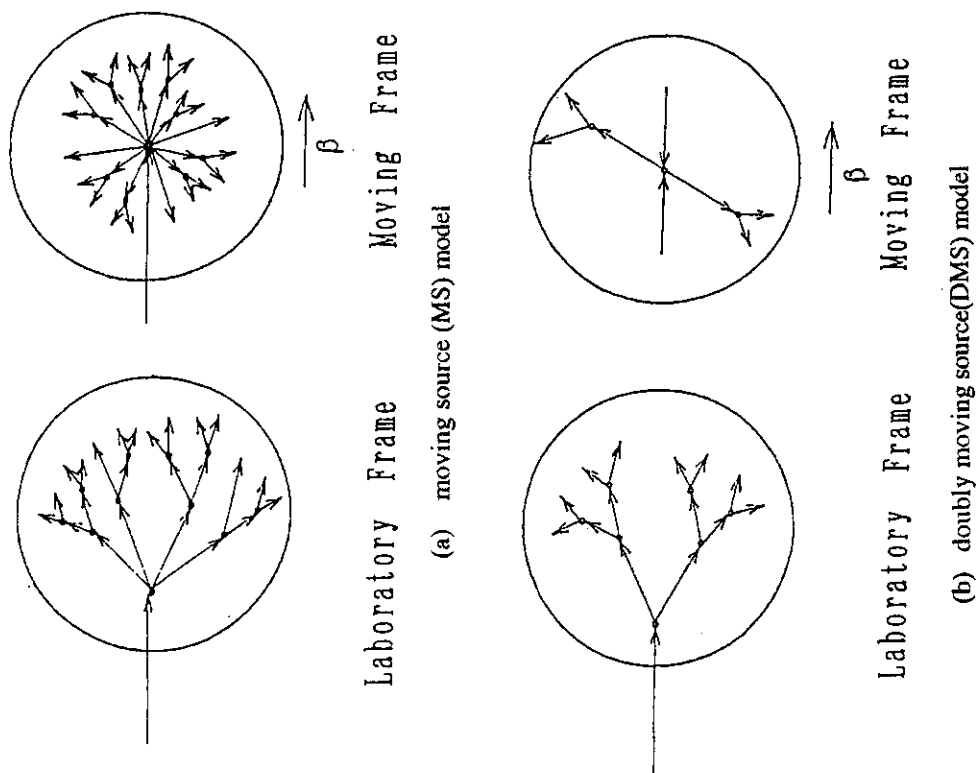 Laboratory Frame
β
Moving Frame
(a) moving source (MS) model
Laboratory Frame
β
Moving Frame
(b) doubly moving source(DMS) model